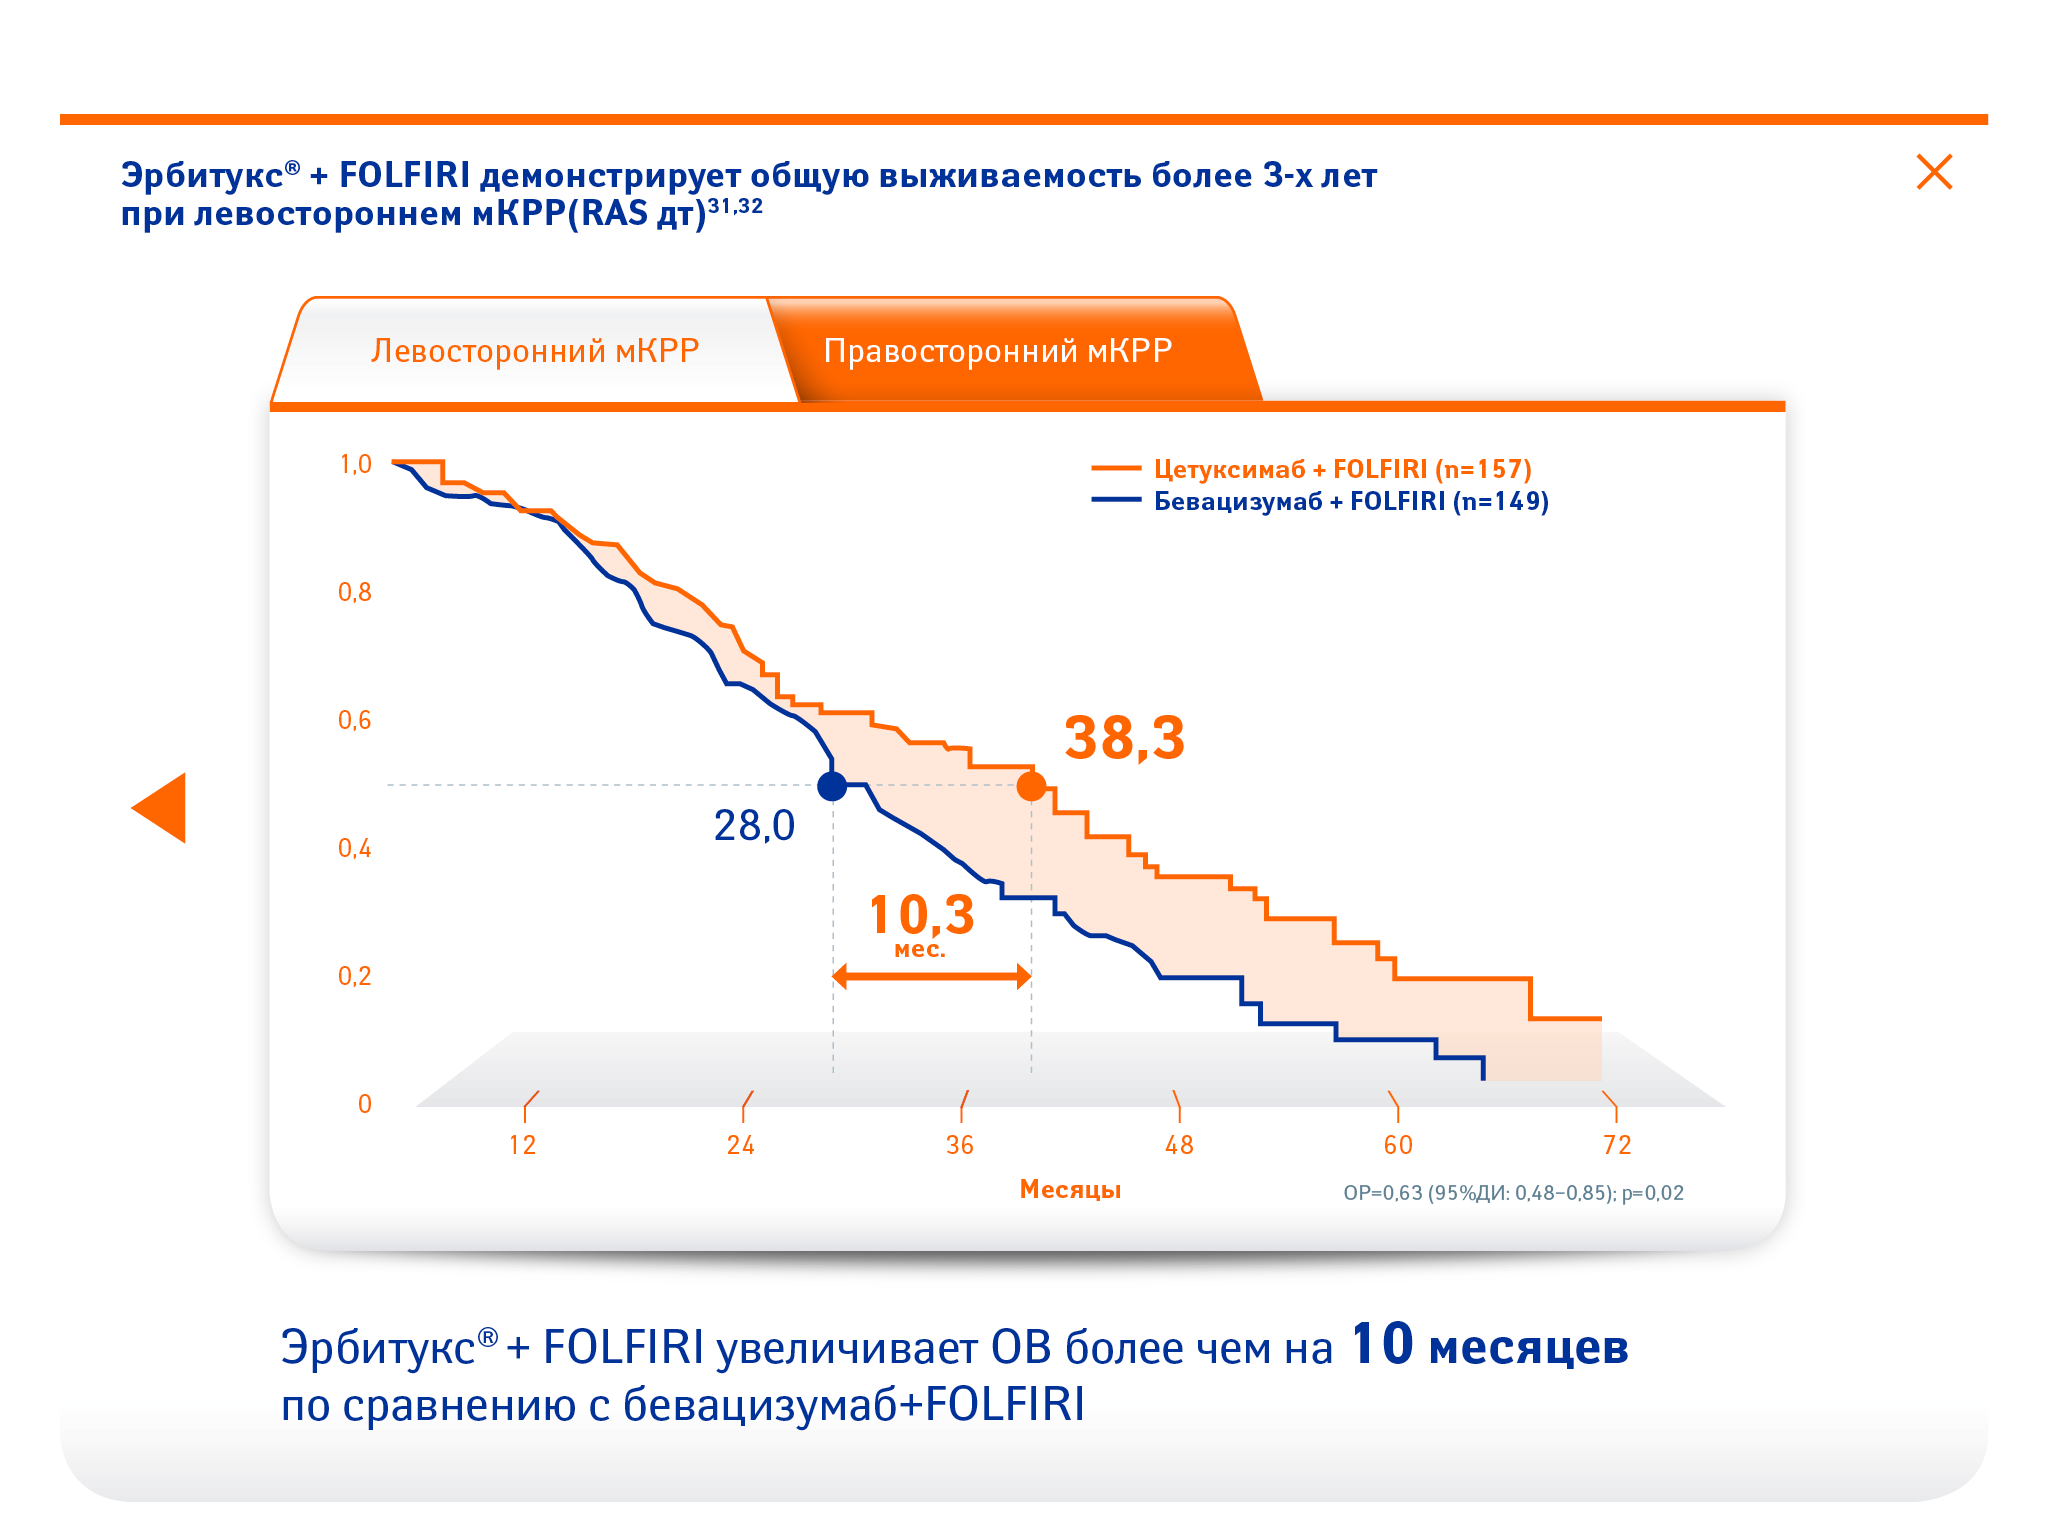 Эрбитукс® + FOLFIRI демонстрирует общую выживаемость более 3-х лет
при левостороннем мКРР(RAS дт)31,32
Левосторонний мКРР
Правосторонний мКРР
1,0
0,8
0,6
0,4
0,2
0
Цетуксимаб + FOLFIRI (n=157)
Бевацизумаб + FOLFIRI (n=149)
38,3
28,0
10,3
мес.
12
24
36
48
60
72
Месяцы
ОР=0,63 (95%ДИ: 0,48–0,85); p=0,02
Эрбитукс® + FOLFIRI увеличивает ОВ более чем на 10 месяцев
по сравнению с бевацизумаб+FOLFIRI